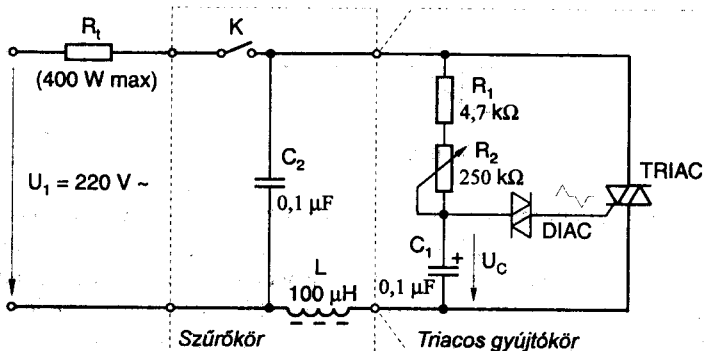 K
Rt
(400 W max)
R1
4,7 kΩ
R2
250 kΩ
C2
0,1 µF
U1 = 220 V ~
TRIAC
DIAC
C1
+
UC
0,1 µF
L
100 µH
Szűrőkör
Triacos gyújtókör